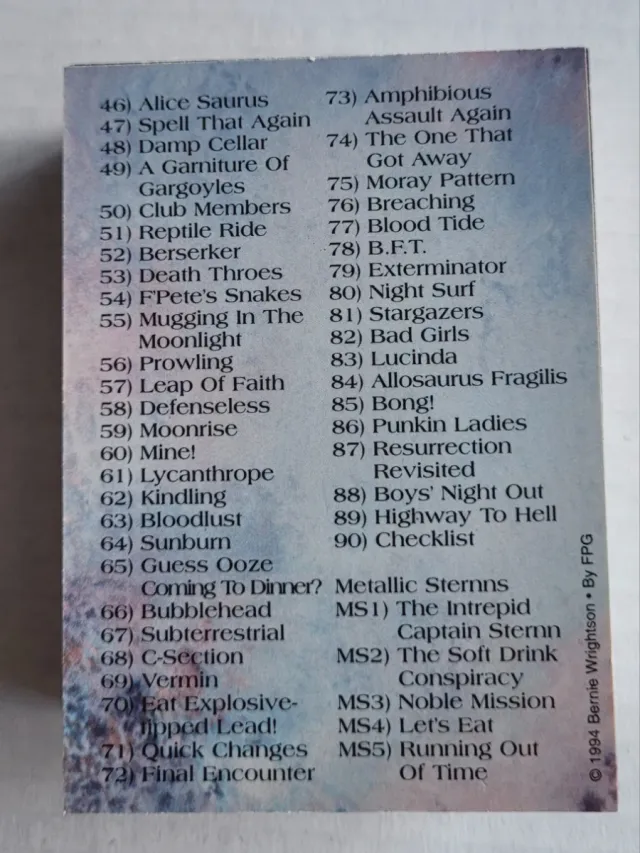 46) Alice Saurus
47) Spell That Again
48) Damp Cellar
49) A Garniture Of
Gargoyles
50) Club Members
51) Reptile Ride
52) Berserker
53) Death Throes
54) F'Pete's Snakes
55) Mugging In The
Moonlight
56) Prowling
57) Leap Of Faith
58) Defenseless
59) Moonrise
60) Mine!
61) Lycanthrope
62) Kindling
63) Bloodlust
64) Sunburn
65) Guess Ooze
Coming To Dinner?
66) Bubblehead
67) Subterrestrial
68) C-Section
69) Vermin
70) Eat Explosive-
Tipped Lead!
71) Quick Changes
72) Final Encounter
73) Amphibious
Assault Again
74) The One That
Got Away
75) Moray Pattern
76) Breaching
77) Blood Tide
78) B.F.T.
79) Exterminator
80) Night Surf
81) Stargazers
82) Bad Girls
83) Lucinda
84) Allosaurus Fragilis
85) Bong!
86) Punkin Ladies
87) Resurrection
Revisited
88) Boys' Night Out
89) Highway To Hell
90) Checklist
Metallic Sternns
MS1) The Intrepid
Captain Sternn
MS2) The Soft Drink
Conspiracy
MS3) Noble Mission
MS4) Let's Eat
MS5) Running Out
Of Time
© 1994 Bernie Wrightson • By FPG